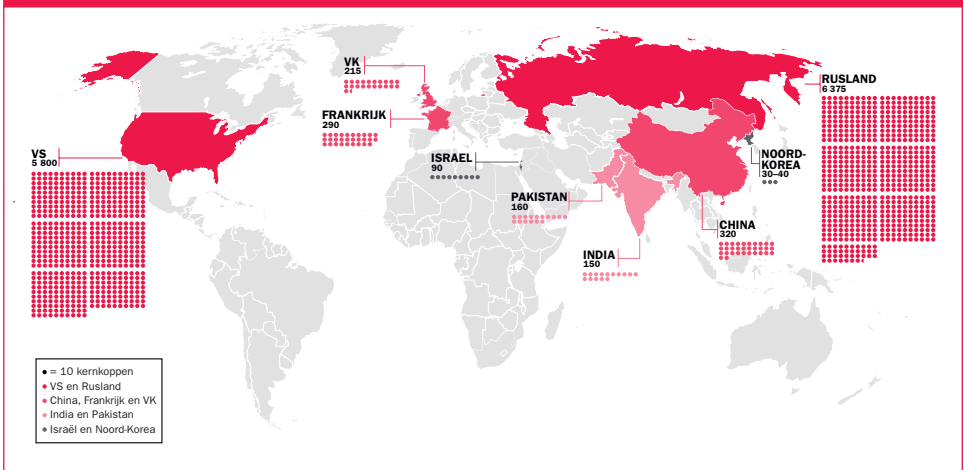 VK
215
FRANKRIJK
290
ISRAEL
90
VS
5 800
RUSLAND
6 375
NOORD-
KOREA
30–40
PAKISTAN
160
CHINA
320
INDIA
150
= 10 kernkoppen
VS en Rusland
China, Frankrijk en VK
India en Pakistan
Israël en Noord-Korea